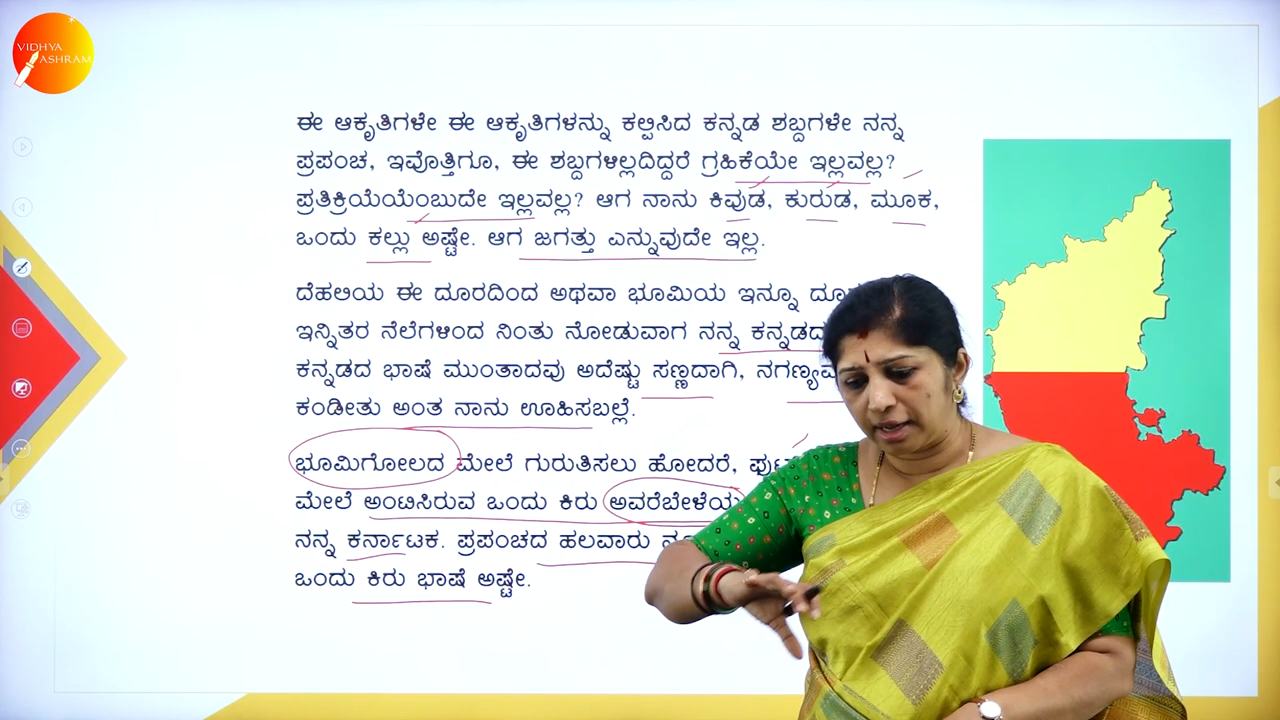 VIDHYA
ASHRAM
ಈ ಆಕೃತಿಗಳೇ ಈ ಆಕೃತಿಗಳನ್ನು ಕಲ್ಪಿಸಿದ ಕನ್ನಡ ಶಬ್ದಗಳೇ ನನ್ನ
ಪ್ರಪಂಚ, ಇವೊತ್ತಿಗೂ, ಈ ಶಬ್ದಗಳಿಲ್ಲದಿದ್ದರೆ ಗ್ರಹಿಕೆಯೇ ಇಲ್ಲವಲ್ಲ?
ಪ್ರತಿಕ್ರಿಯೆಯೆಂಬುದೇ ಇಲ್ಲವಲ್ಲ? ಆಗ ನಾನು ಕಿವುಡ, ಕುರುಡ, ಮೂಕ,
ಒಂದು ಕಲ್ಲು ಅಷ್ಟೇ. ಆಗ ಜಗತ್ತು ಎನ್ನುವುದೇ ಇಲ್ಲ.
ದೆಹಲಿಯ ಈ ದೂರದಿಂದ ಅಥವಾ ಭೂಮಿಯ ಇನ್ನೂ
ಇನ್ನಿತರ ನೆಲೆಗಳಿಂದ ನಿಂತು ನೋಡುವಾಗ ನನ್ನ
ಕನ್ನಡದ ಭಾಷೆ ಮುಂತಾದವು ಅದೆಷ್ಟು ಸಣ್ಣದಾಗಿ,
ಕಂಡೀತು ಅಂತ ನಾನು ಊಹಿಸಬಲ್ಲೆ.
ಭೂಮಿಗೋಲದ ಮೇಲೆ ಗುರುತಿಸಲು ಹೋದರೆ,
ಮೇಲೆ ಅಂಟಿಸಿರುವ ಒಂದು ಕಿರು ಅವರೆಬೇಳೆಯ
ನನ್ನ ಕರ್ನಾಟಕ. ಪ್ರಪಂಚದ ಹಲವಾರು
ಒಂದು ಕಿರು ಭಾಷೆ ಅಷ್ಟೇ.